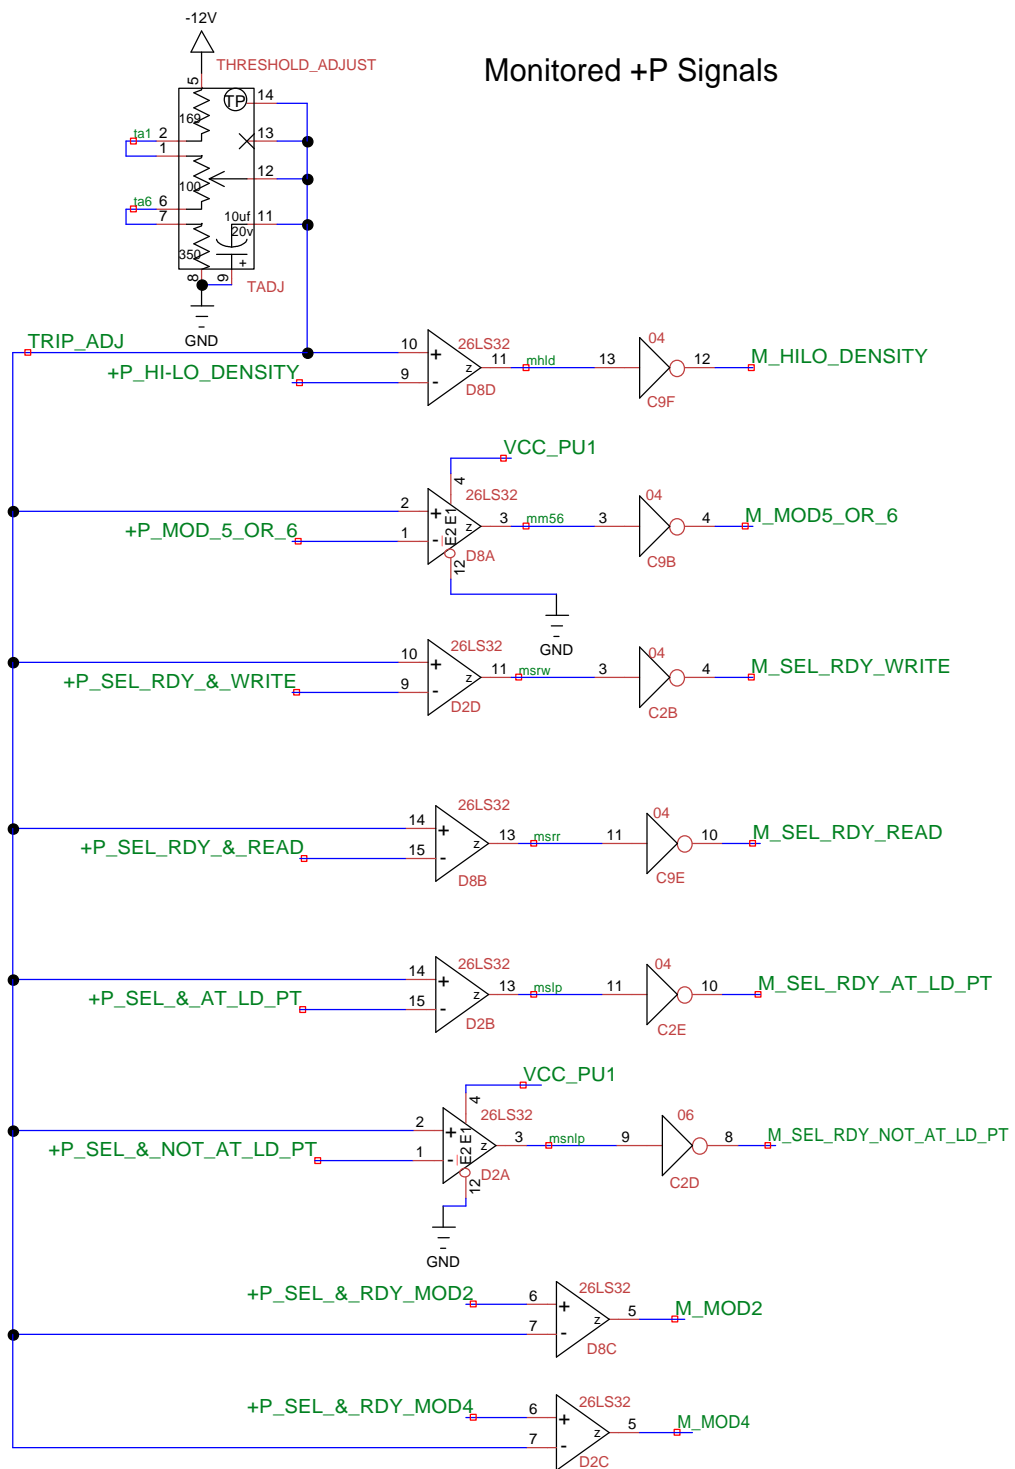 -12V
THRESHOLD_ADJUST
Monitored +P Signals
5
TP 14
169
ta1 2 13
1
100 12
ta6 6 10uf 11
7 20v
350
+
8 9 TADJ
GND
TRIP_ADJ
10 + 26LS32 04
+P_HI-LO_DENSITY 9 - z 11 mhld 13 12 M_HILO_DENSITY
D8D C9F
VCC_PU1
4
26LS32 04
2 + E1
+P_MOD_5_OR_6 1 - E2 z 3 mm56 3 4 M_MOD5_OR_6
D8A C9B
12
GND
26LS32 04
10 +
+P_SEL_RDY_&_WRITE 9 - z 11 msrw 3 4 M_SEL_RDY_WRITE
D2D C2B
26LS32 04
14 +
+P_SEL_RDY_&_READ 15 - z 13 msrr 11 10 M_SEL_RDY_READ
D8B C9E
26LS32 04
14 +
+P_SEL_&_AT_LD_PT 15 - z 13 mslp 11 10 M_SEL_RDY_AT_LD_PT
D2B C2E
VCC_PU1
4
26LS32 06
2 + E1
+P_SEL_&_NOT_AT_LD_PT 1 - E2 z 3 msnlp 9 8 M_SEL_RDY_NOT_AT_LD_PT
D2A C2D
12
GND
26LS32
+P_SEL_&_RDY_MOD2 6 + z 5 M_MOD2
7 -
D8C
26LS32
+P_SEL_&_RDY_MOD4 6 + z 5 M_MOD4
7 -
D2C